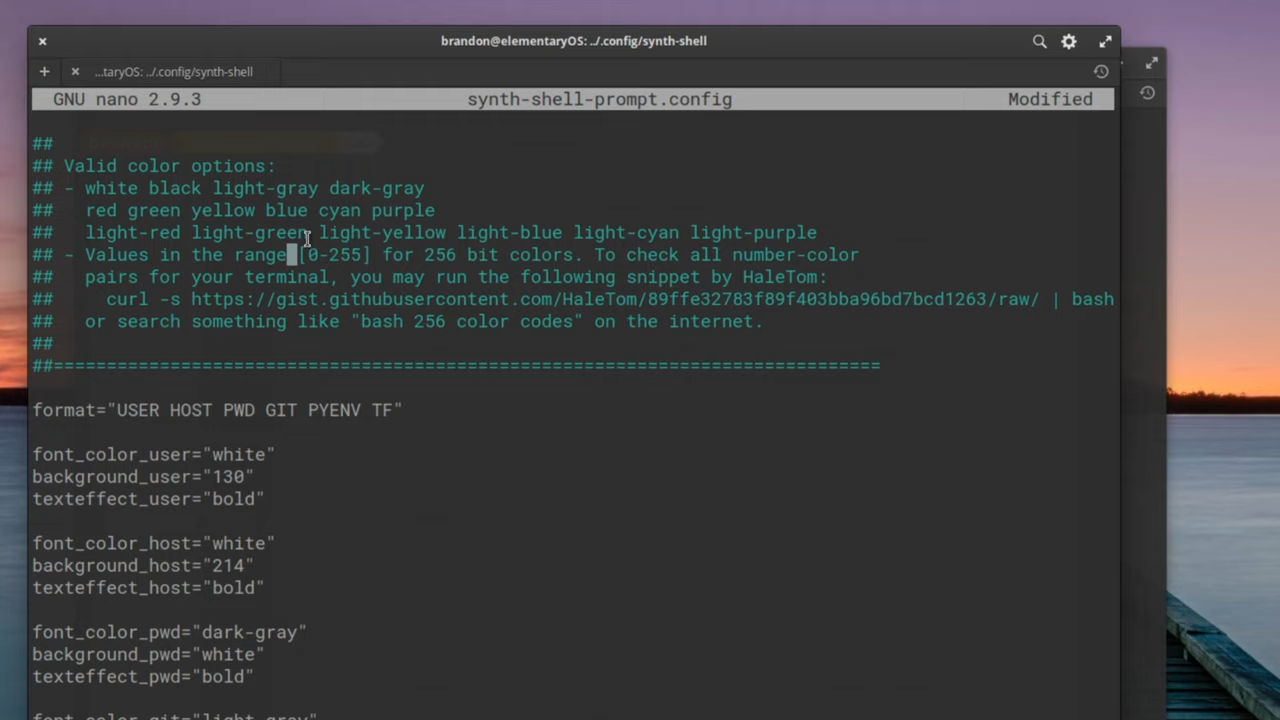 brandon@elementaryOS: ../.config/synth-shell
...taryOS: ../.config/synth-shell
GNU nano 2.9.3 synth-shell-prompt.config Modified
##
## Valid color options:
## - white black light-gray dark-gray
##   red green yellow blue cyan purple
##   light-red light-green light-yellow light-blue light-cyan light-purple
## - Values in the range [0-255] for 256 bit colors. To check all number-color
##   pairs for your terminal, you may run the following snippet by HaleTom:
##     curl -s https://gist.githubusercontent.com/HaleTom/89ffe32783f89f403bba96bd7bcd1263/raw/ | bash
##   or search something like "bash 256 color codes" on the internet.
##
##==============================================================================
format="USER HOST PWD GIT PYENV TF"
font_color_user="white"
background_user="130"
texteffect_user="bold"
font_color_host="white"
background_host="214"
texteffect_host="bold"
font_color_pwd="dark-gray"
background_pwd="white"
texteffect_pwd="bold"
font_color_git="light-gray"